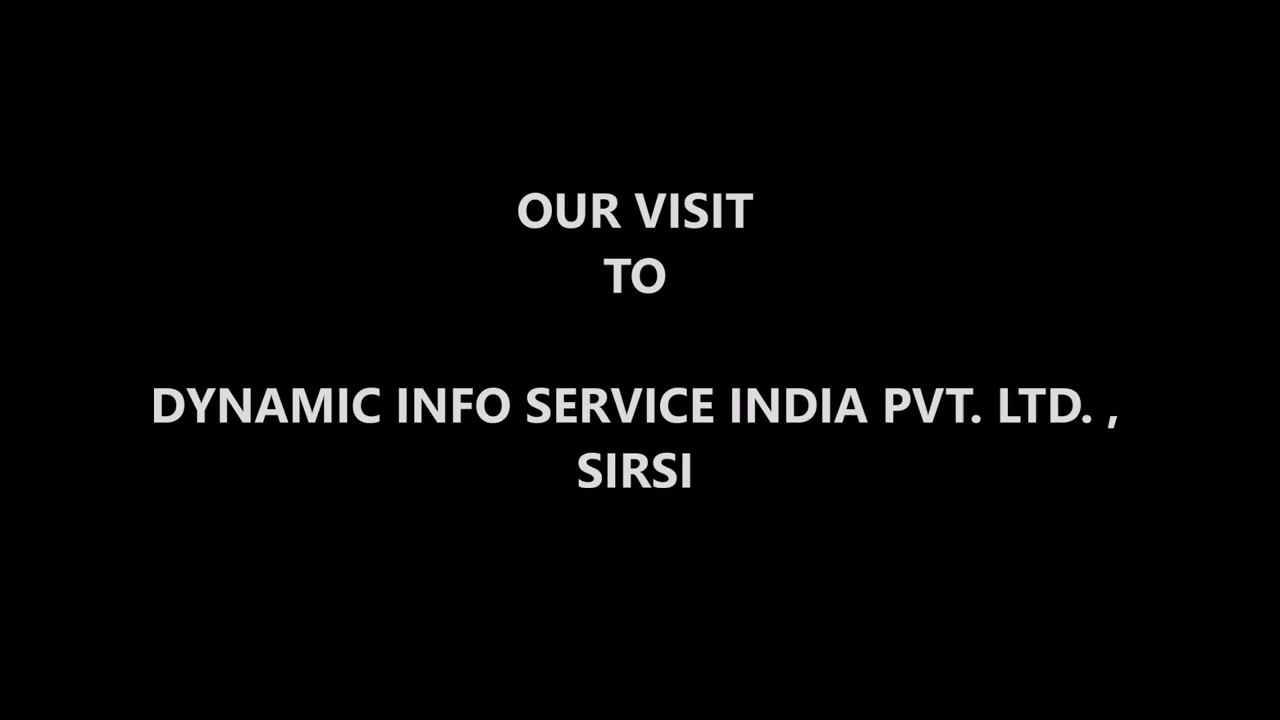 OUR VISIT
TO
DYNAMIC INFO SERVICE INDIA PVT. LTD. ,
SIRSI